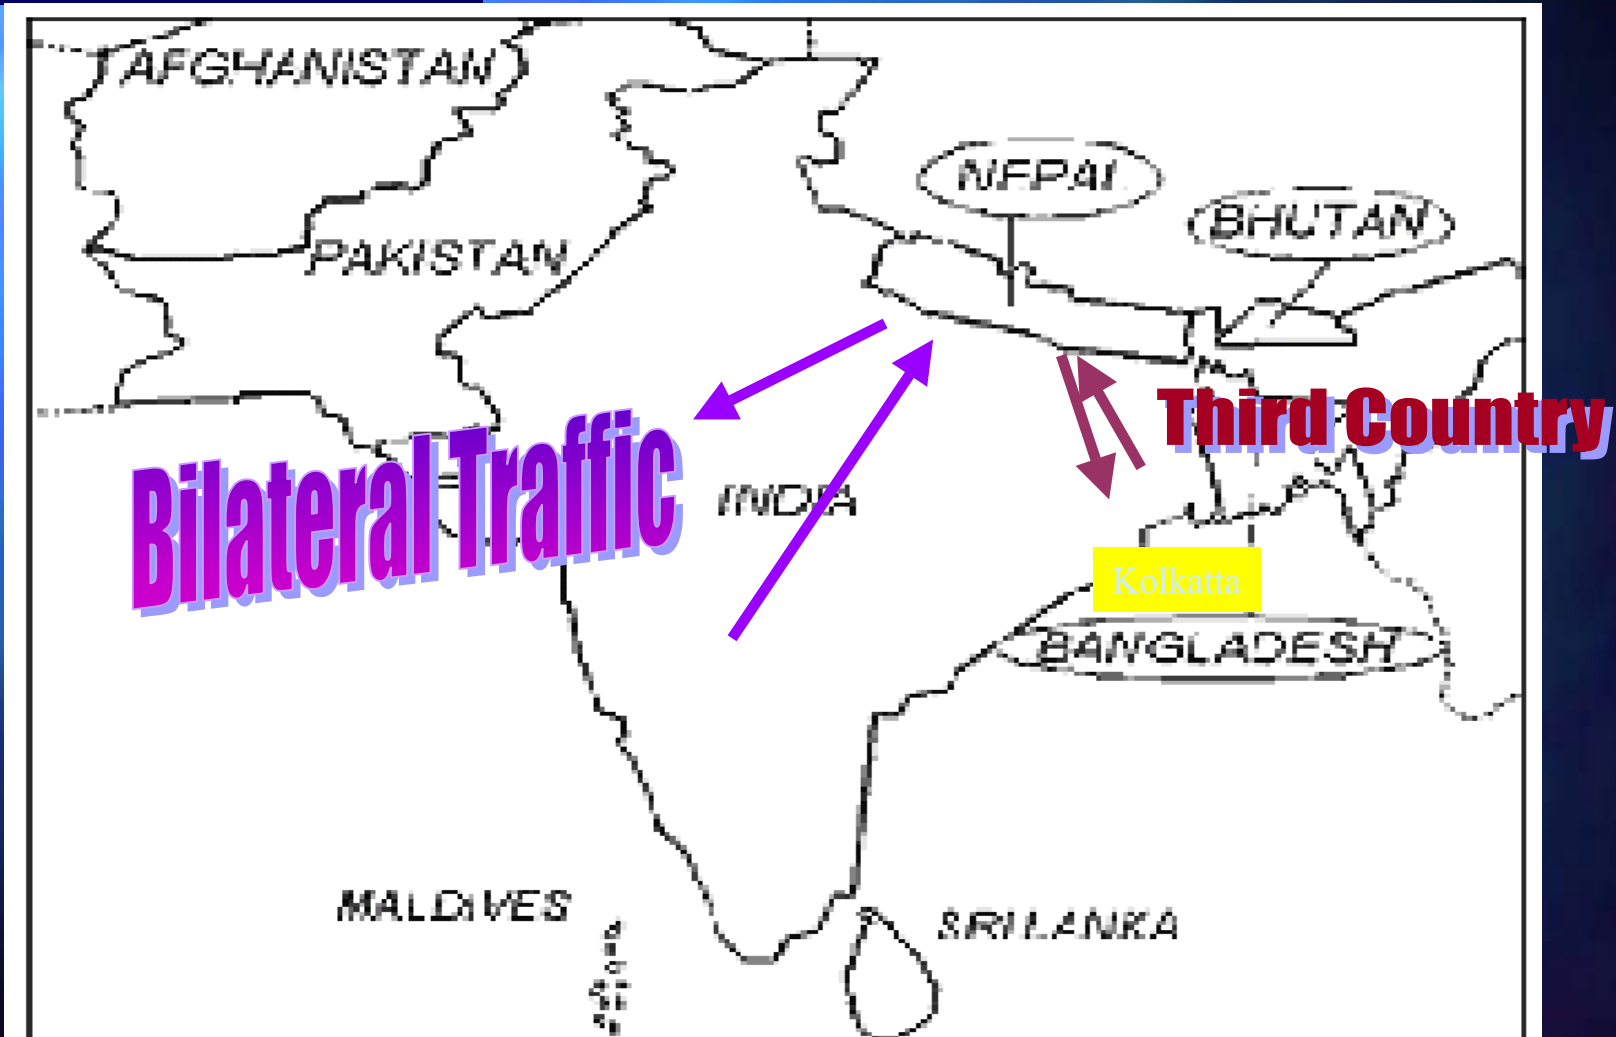 AFGHANISTAN
NEPAL
BHUTAN
PAKISTAN
Third Country
Bilateral Traffic
INDIA
Kolkatta
BANGLADESH
MALDIVES
SRI LANKA